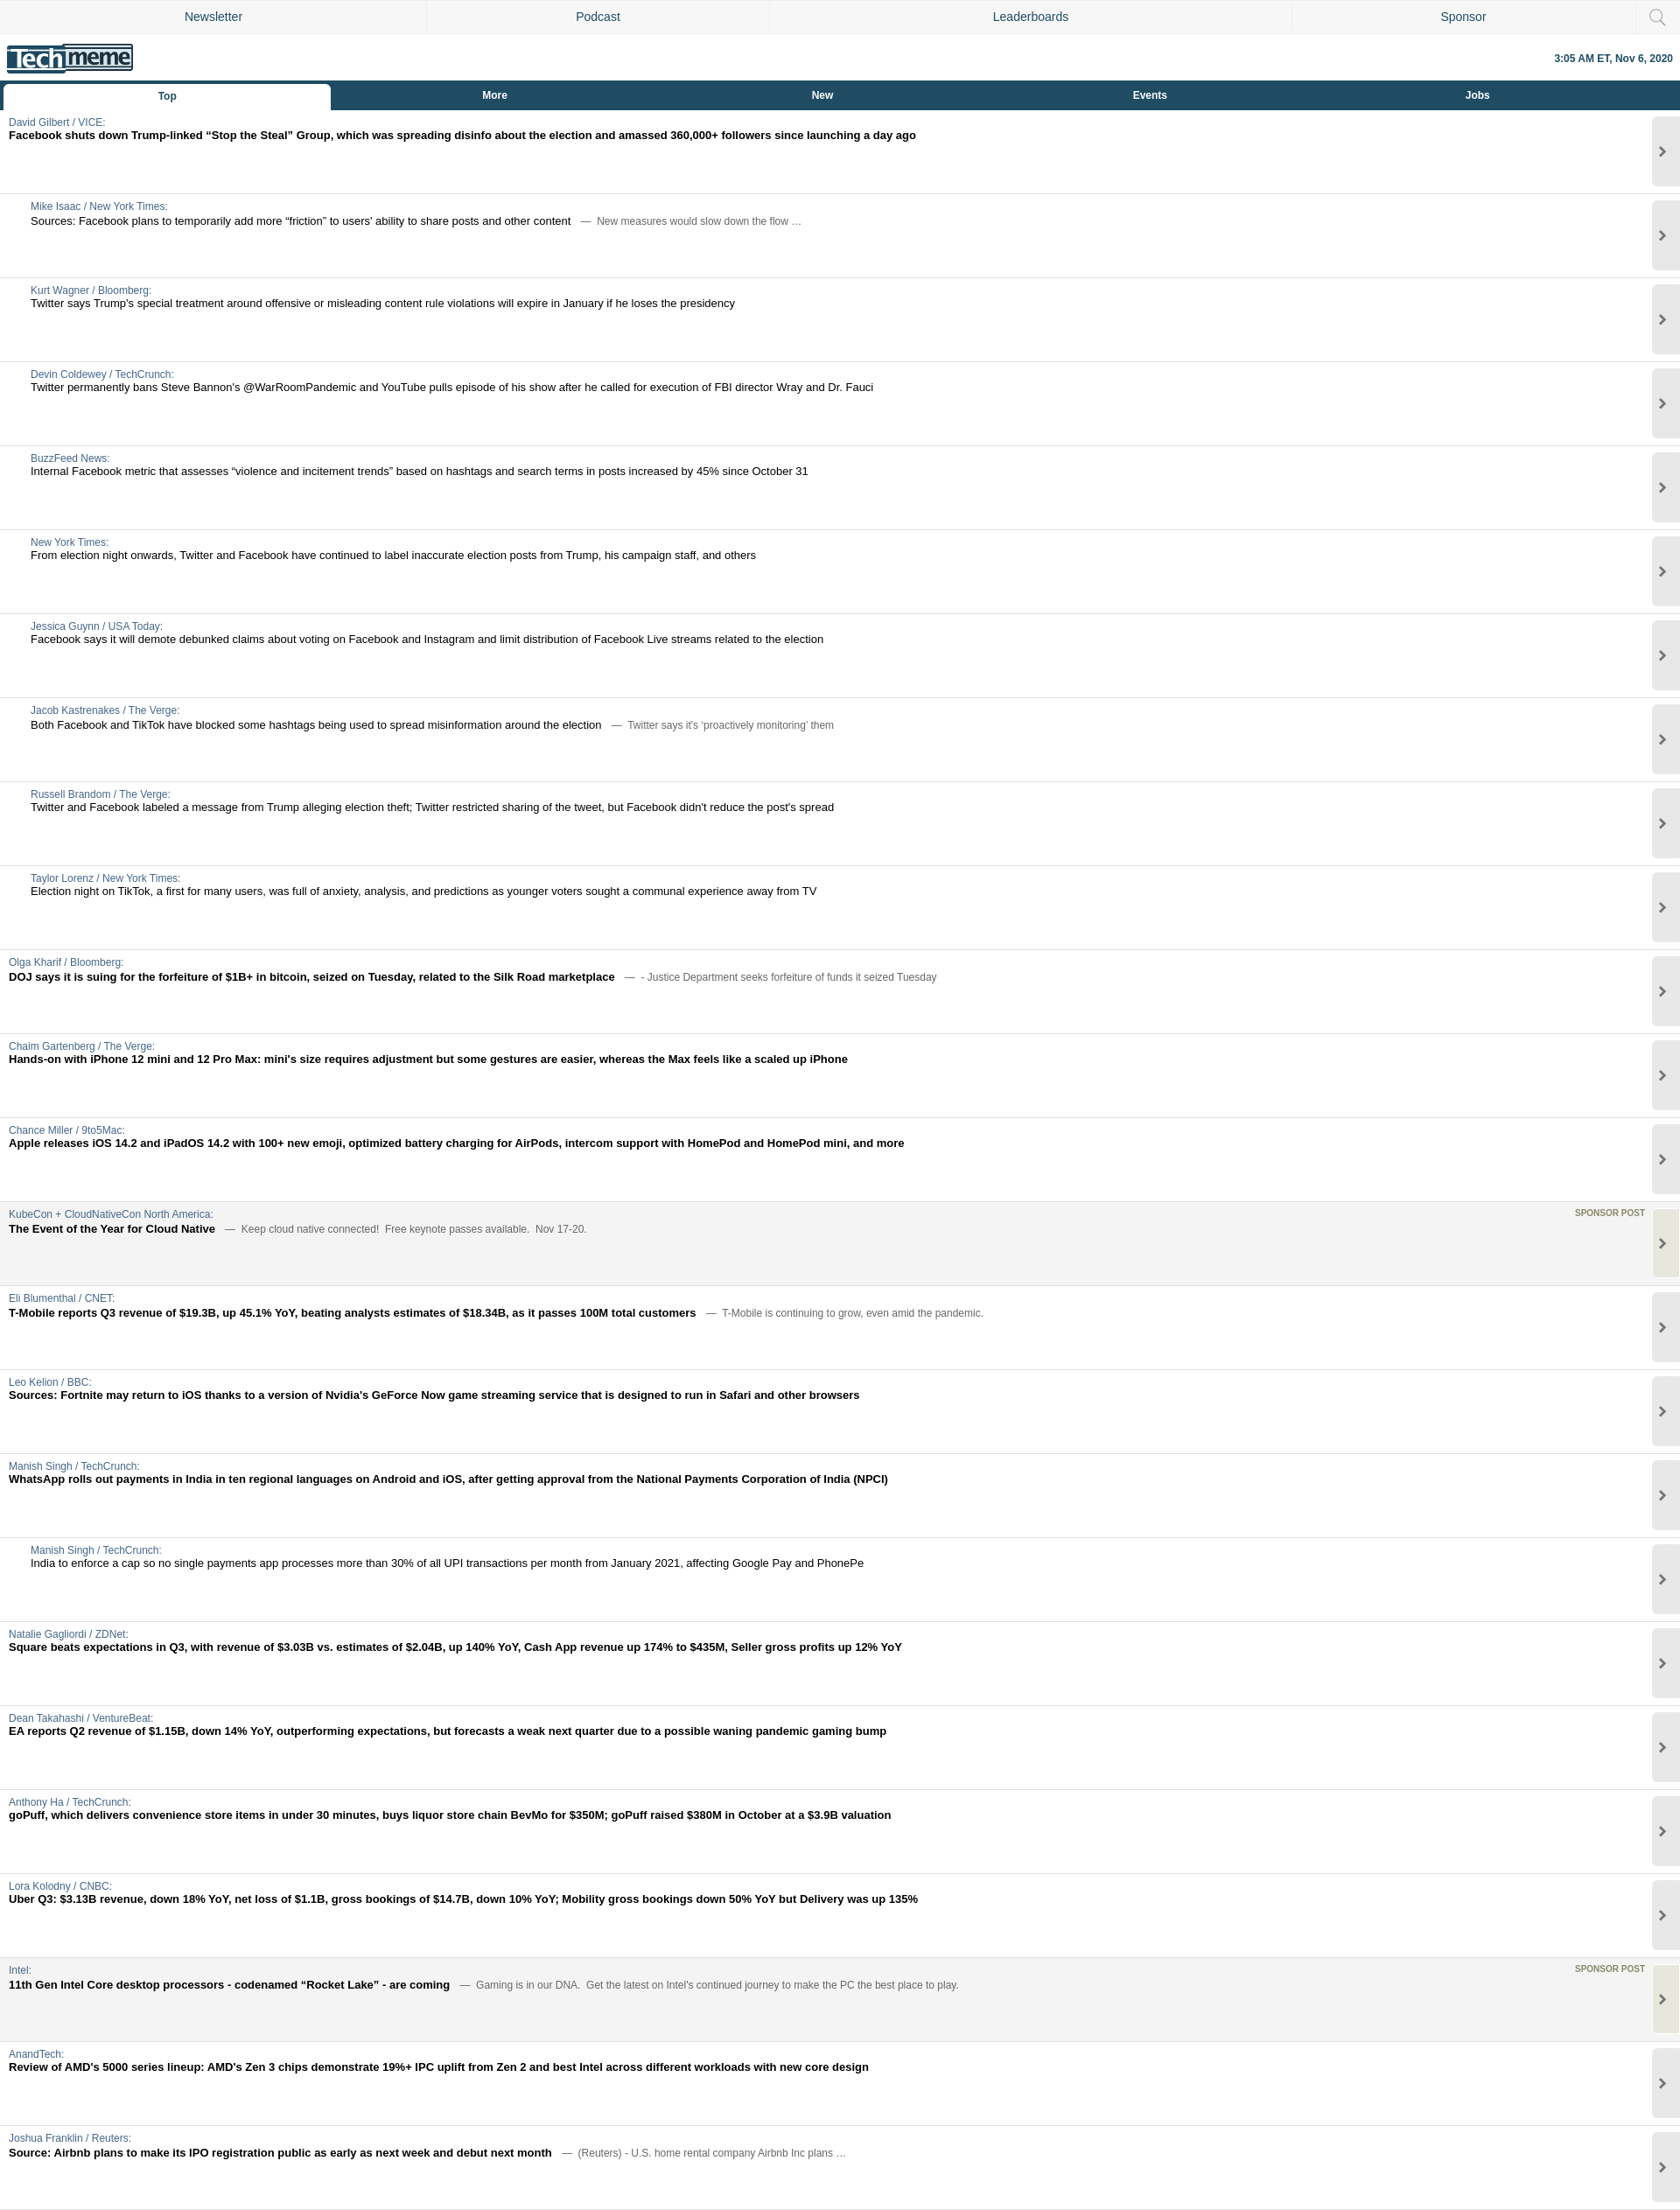 Newsletter
Podcast
Leaderboards
Sponsor
Techmeme
3:05 AM ET, Nov 6, 2020
Top
More
New
Events
Jobs
David Gilbert / VICE:
Facebook shuts down Trump-linked “Stop the Steal” Group, which was spreading disinfo about the election and amassed 360,000+ followers since launching a day ago
Mike Isaac / New York Times:
Sources: Facebook plans to temporarily add more “friction” to users' ability to share posts and other content — New measures would slow down the flow …
Kurt Wagner / Bloomberg:
Twitter says Trump's special treatment around offensive or misleading content rule violations will expire in January if he loses the presidency
Devin Coldewey / TechCrunch:
Twitter permanently bans Steve Bannon's @WarRoomPandemic and YouTube pulls episode of his show after he called for execution of FBI director Wray and Dr. Fauci
BuzzFeed News:
Internal Facebook metric that assesses “violence and incitement trends” based on hashtags and search terms in posts increased by 45% since October 31
New York Times:
From election night onwards, Twitter and Facebook have continued to label inaccurate election posts from Trump, his campaign staff, and others
Jessica Guynn / USA Today:
Facebook says it will demote debunked claims about voting on Facebook and Instagram and limit distribution of Facebook Live streams related to the election
Jacob Kastrenakes / The Verge:
Both Facebook and TikTok have blocked some hashtags being used to spread misinformation around the election — Twitter says it's ‘proactively monitoring’ them
Russell Brandom / The Verge:
Twitter and Facebook labeled a message from Trump alleging election theft; Twitter restricted sharing of the tweet, but Facebook didn't reduce the post's spread
Taylor Lorenz / New York Times:
Election night on TikTok, a first for many users, was full of anxiety, analysis, and predictions as younger voters sought a communal experience away from TV
Olga Kharif / Bloomberg:
DOJ says it is suing for the forfeiture of $1B+ in bitcoin, seized on Tuesday, related to the Silk Road marketplace — - Justice Department seeks forfeiture of funds it seized Tuesday
Chaim Gartenberg / The Verge:
Hands-on with iPhone 12 mini and 12 Pro Max: mini's size requires adjustment but some gestures are easier, whereas the Max feels like a scaled up iPhone
Chance Miller / 9to5Mac:
Apple releases iOS 14.2 and iPadOS 14.2 with 100+ new emoji, optimized battery charging for AirPods, intercom support with HomePod and HomePod mini, and more
KubeCon + CloudNativeCon North America:
SPONSOR POST
The Event of the Year for Cloud Native — Keep cloud native connected! Free keynote passes available. Nov 17-20.
Eli Blumenthal / CNET:
T-Mobile reports Q3 revenue of $19.3B, up 45.1% YoY, beating analysts estimates of $18.34B, as it passes 100M total customers — T-Mobile is continuing to grow, even amid the pandemic.
Leo Kelion / BBC:
Sources: Fortnite may return to iOS thanks to a version of Nvidia's GeForce Now game streaming service that is designed to run in Safari and other browsers
Manish Singh / TechCrunch:
WhatsApp rolls out payments in India in ten regional languages on Android and iOS, after getting approval from the National Payments Corporation of India (NPCI)
Manish Singh / TechCrunch:
India to enforce a cap so no single payments app processes more than 30% of all UPI transactions per month from January 2021, affecting Google Pay and PhonePe
Natalie Gagliordi / ZDNet:
Square beats expectations in Q3, with revenue of $3.03B vs. estimates of $2.04B, up 140% YoY, Cash App revenue up 174% to $435M, Seller gross profits up 12% YoY
Dean Takahashi / VentureBeat:
EA reports Q2 revenue of $1.15B, down 14% YoY, outperforming expectations, but forecasts a weak next quarter due to a possible waning pandemic gaming bump
Anthony Ha / TechCrunch:
goPuff, which delivers convenience store items in under 30 minutes, buys liquor store chain BevMo for $350M; goPuff raised $380M in October at a $3.9B valuation
Lora Kolodny / CNBC:
Uber Q3: $3.13B revenue, down 18% YoY, net loss of $1.1B, gross bookings of $14.7B, down 10% YoY; Mobility gross bookings down 50% YoY but Delivery was up 135%
Intel:
SPONSOR POST
11th Gen Intel Core desktop processors - codenamed “Rocket Lake” - are coming — Gaming is in our DNA. Get the latest on Intel's continued journey to make the PC the best place to play.
AnandTech:
Review of AMD's 5000 series lineup: AMD's Zen 3 chips demonstrate 19%+ IPC uplift from Zen 2 and best Intel across different workloads with new core design
Joshua Franklin / Reuters:
Source: Airbnb plans to make its IPO registration public as early as next week and debut next month — (Reuters) - U.S. home rental company Airbnb Inc plans …